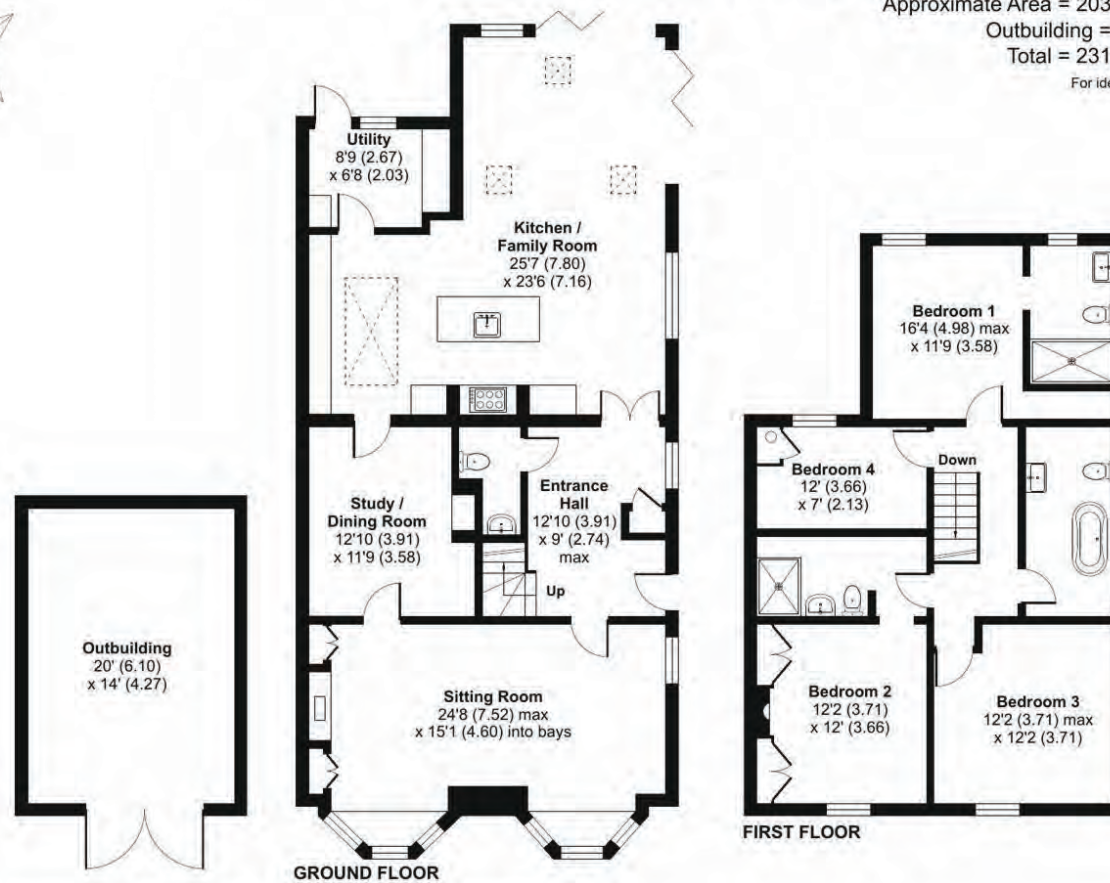 Approximate Area = 203
Outbuilding =
Total = 231
For ide
Utility
8'9 (2.67)
x 6'8 (2.03)
Kitchen /
Family Room
25'7 (7.80)
x 23'6 (7.16)
Study /
Dining Room
12'10 (3.91)
x 11'9 (3.58)
Entrance
Hall
12'10 (3.91)
x 9' (2.74)
max
Up
Sitting Room
24'8 (7.52) max
x 15'1 (4.60) into bays
GROUND FLOOR
Outbuilding
20' (6.10)
x 14' (4.27)
Bedroom 1
16'4 (4.98) max
x 11'9 (3.58)
Bedroom 4
12' (3.66)
x 7' (2.13)
Down
Bedroom 2
12'2 (3.71)
x 12' (3.66)
Bedroom 3
12'2 (3.71) max
x 12'2 (3.71)
FIRST FLOOR